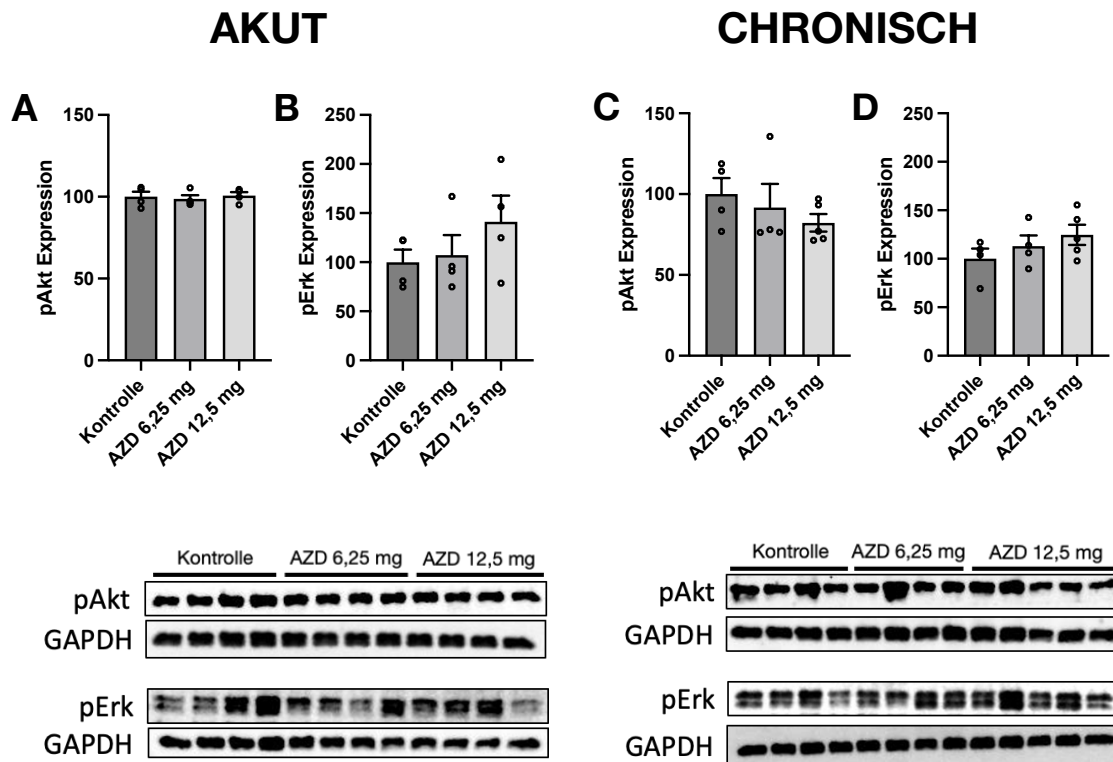 AKUT
CHRONISCH
A
pAkt Expression
150
100
50
0
Kontrolle
AZD 6,25 mg
AZD 12,5 mg
B
pErk Expression
250
200
150
100
50
0
Kontrolle
AZD 6,25 mg
AZD 12,5 mg
C
pAkt Expression
150
100
50
0
Kontrolle
AZD 6,25 mg
AZD 12,5 mg
D
pErk Expression
250
200
150
100
50
0
Kontrolle
AZD 6,25 mg
AZD 12,5 mg
Kontrolle AZD 6,25 mg AZD 12,5 mg
pAkt
GAPDH
pErk
GAPDH
Kontrolle AZD 6,25 mg AZD 12,5 mg
pAkt
GAPDH
pErk
GAPDH